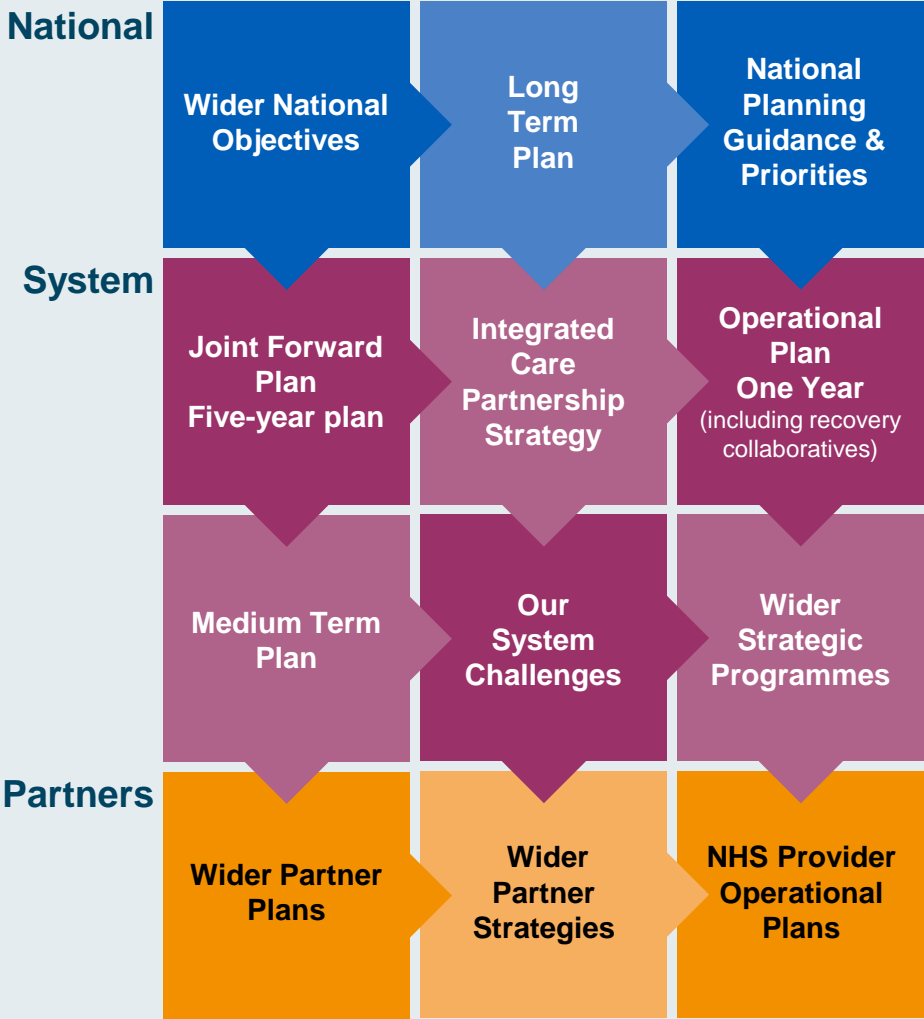 National
Wider National
Objectives
Long
Term
Plan
National
Planning
Guidance &
Priorities
System
Joint Forward
Plan
Five-year plan
Integrated
Care
Partnership
Strategy
Operational
Plan
One Year
(including recovery
collaboratives)
Medium Term
Plan
Our
System
Challenges
Wider
Strategic
Programmes
Partners
Wider Partner
Plans
Wider
Partner
Strategies
NHS Provider
Operational
Plans